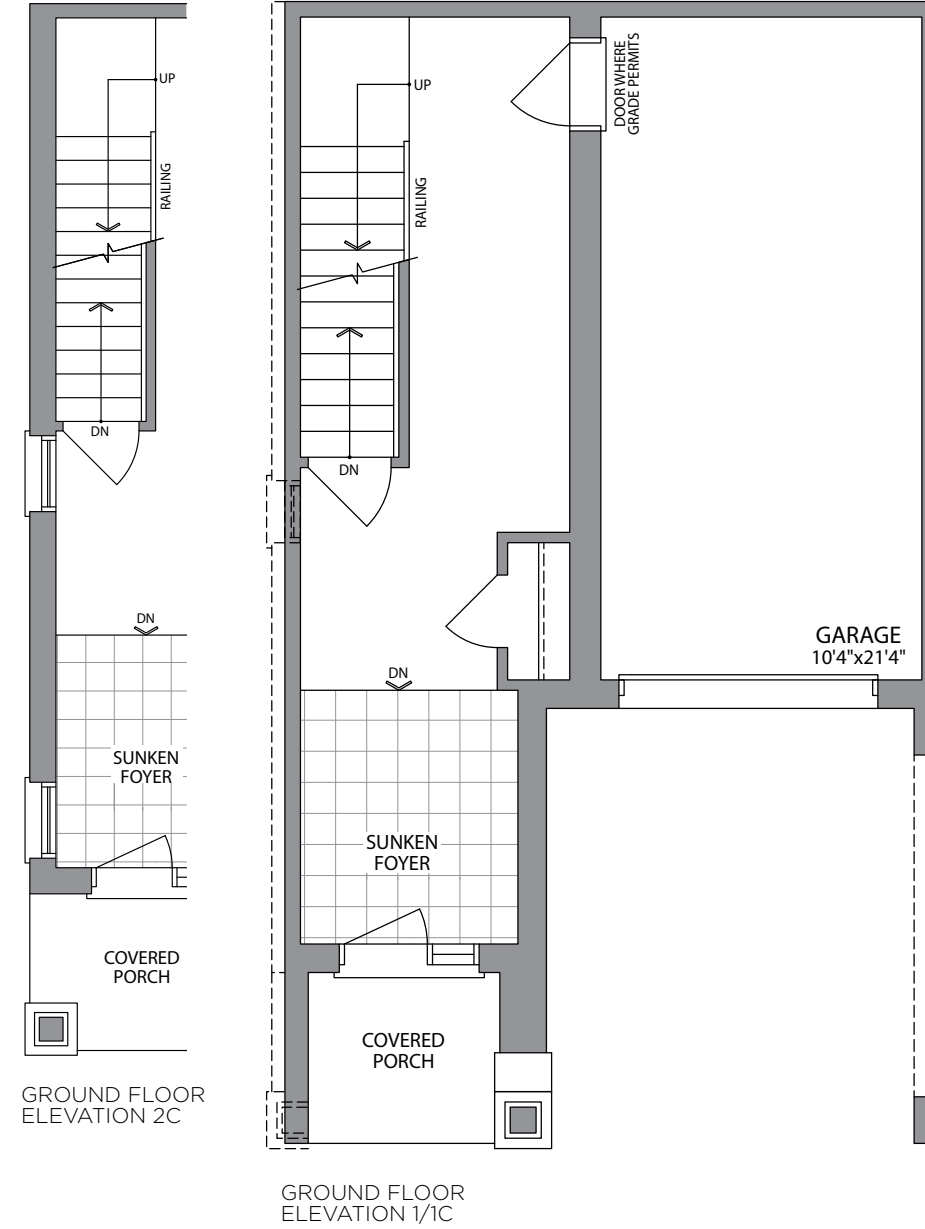 UP
RAILING
DN
DN
SUNKEN
FOYER
COVERED
PORCH
GROUND FLOOR
ELEVATION 2C
UP
RAILING
DN
DN
SUNKEN
FOYER
COVERED
PORCH
DOOR WHERE
GRADE PERMITS
GARAGE
10'4"x21'4"
GROUND FLOOR
ELEVATION 1/1C